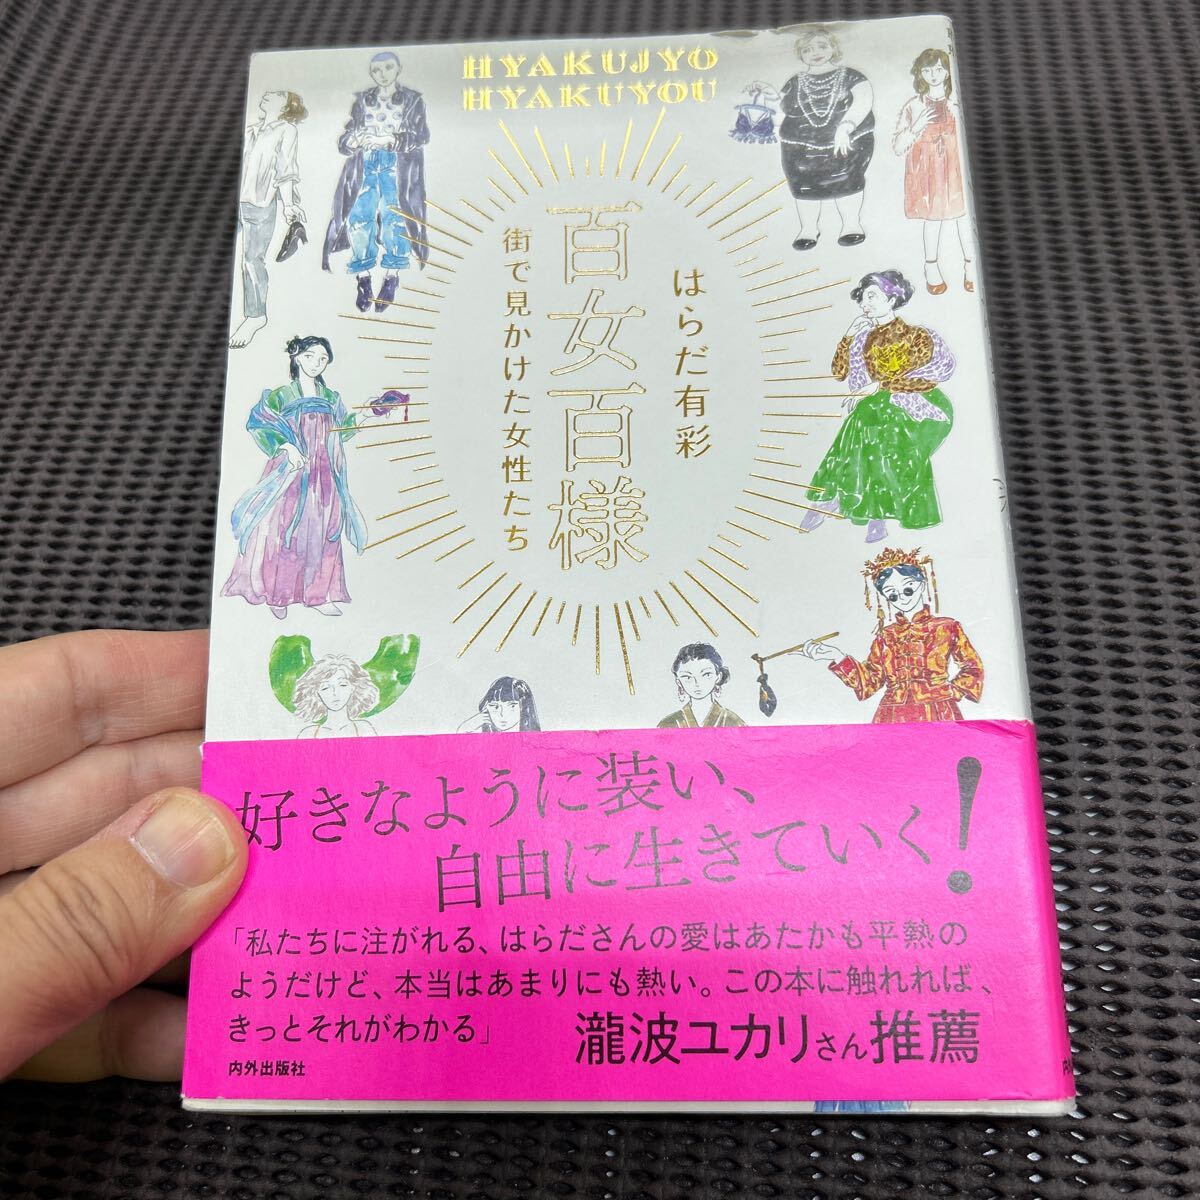 HYAKUJYO
HYAKUYOU
はらだ有彩
百女百様
街で見かけた女性たち
好きなように装い、
自由に生きていく!
「私たちに注がれる、はらださんの愛はあたかも平熱の
ようだけど、本当はあまりにも熱い。この本に触れれば、
きっとそれがわかる」
瀧波ユカリさん推薦
内外出版社